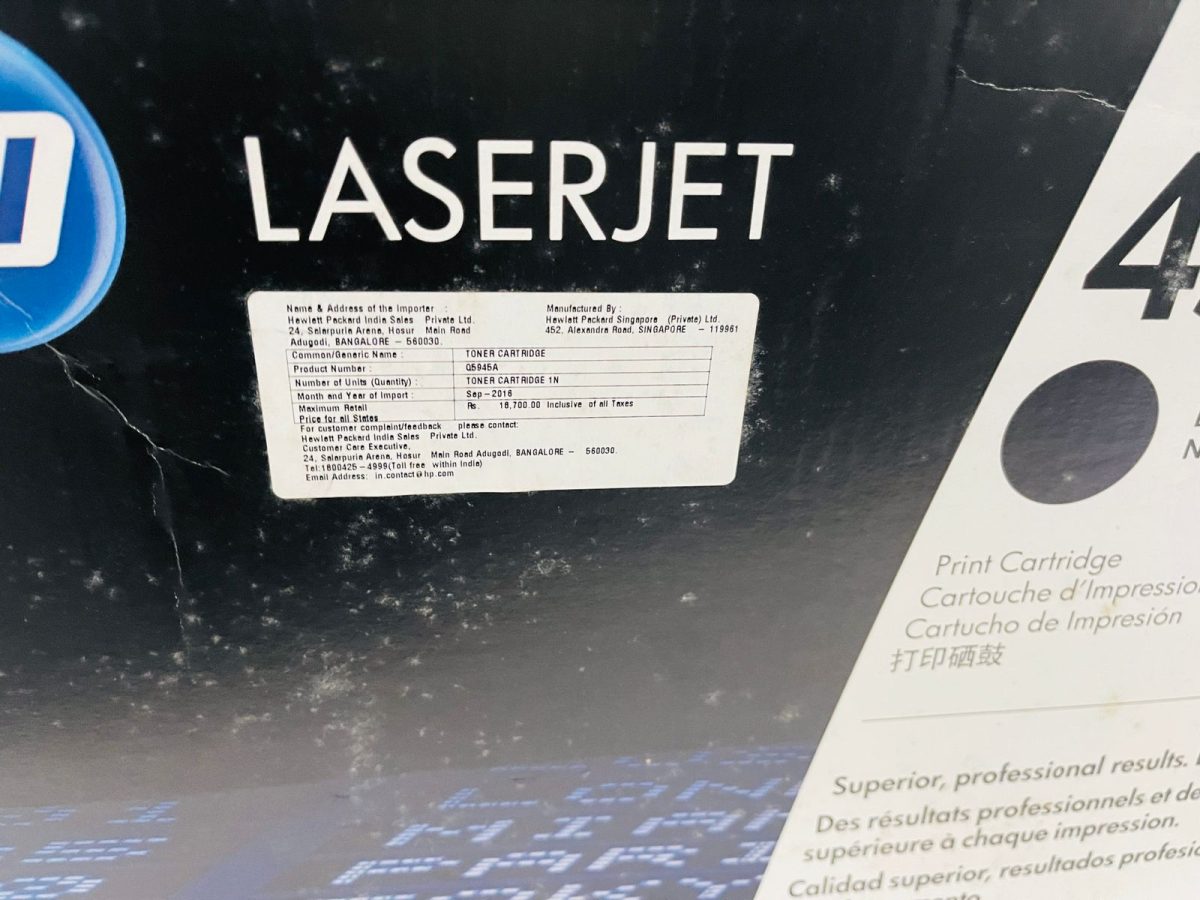 LASERJET
Name & Address of the Importer :
Hewlett Packard India Sales Private Ltd.
24, Salarpuria Arena, Hosur Main Road
Adugodi, BANGALORE - 560030.
Manufactured By :
Hewlett Packard Singapore (Private) Ltd.
452, Alexandra Road, SINGAPORE - 119961
Common/Generic Name : TONER CARTRIDGE
Product Number : Q5945A
Number of Units (Quantity) : TONER CARTRIDGE 1N
Month and Year of Import : Sep-2016
Maximum Retail Rs. 18,700.00 Inclusive of all Taxes
Price for all States
For customer complaint/feedback please contact:
Hewlett Packard India Sales Private Ltd.
Customer Care Executive,
24, Salarpuria Arena, Hosur Main Road Adugodi, BANGALORE - 560030.
Tel:1800425-4999(Toll free within India)
Email Address: in.contact@hp.com
4
Print Cartridge
Cartouche d'Impression
Cartucho de Impresión
打印硒鼓
Superior, professional results.
Des résultats professionnels et de
supérieure à chaque impression.
Calidad superior, resultados